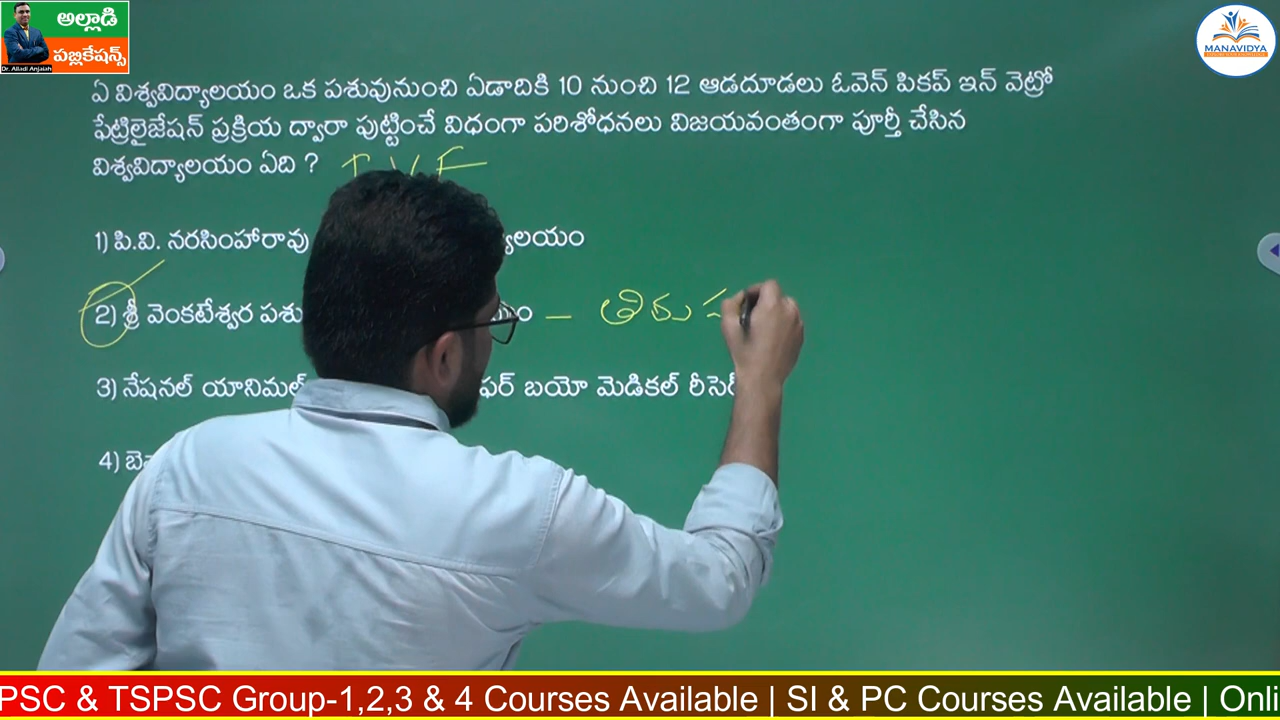 అల్లాడి
పబ్లికేషన్స్
Dr. Alladi Anjaiah
MANAVIDYA
ఏ విశ్వవిద్యాలయం ఒక పశువునుంచి ఏడాదికి 10 నుంచి 12 ఆడదూడలు ఓవెన్ పికప్ ఇన్ వెట్రో
ఫేట్రిలైజేషన్ ప్రక్రియ ద్వారా పుట్టించే విధంగా పరిశోధనలు విజయవంతంగా పూర్తీ చేసిన
విశ్వవిద్యాలయం ఏది ? I V F
1) పి.వి. నరసింహారావు
2) శ్రీ వెంకటేశ్వర – తిరు
3) నేషనల్ యానిమల్ ఫర్ బయో మెడికల్
4)
PSC & TSPSC Group-1,2,3 & 4 Courses Available | SI & PC Courses Available | Onli